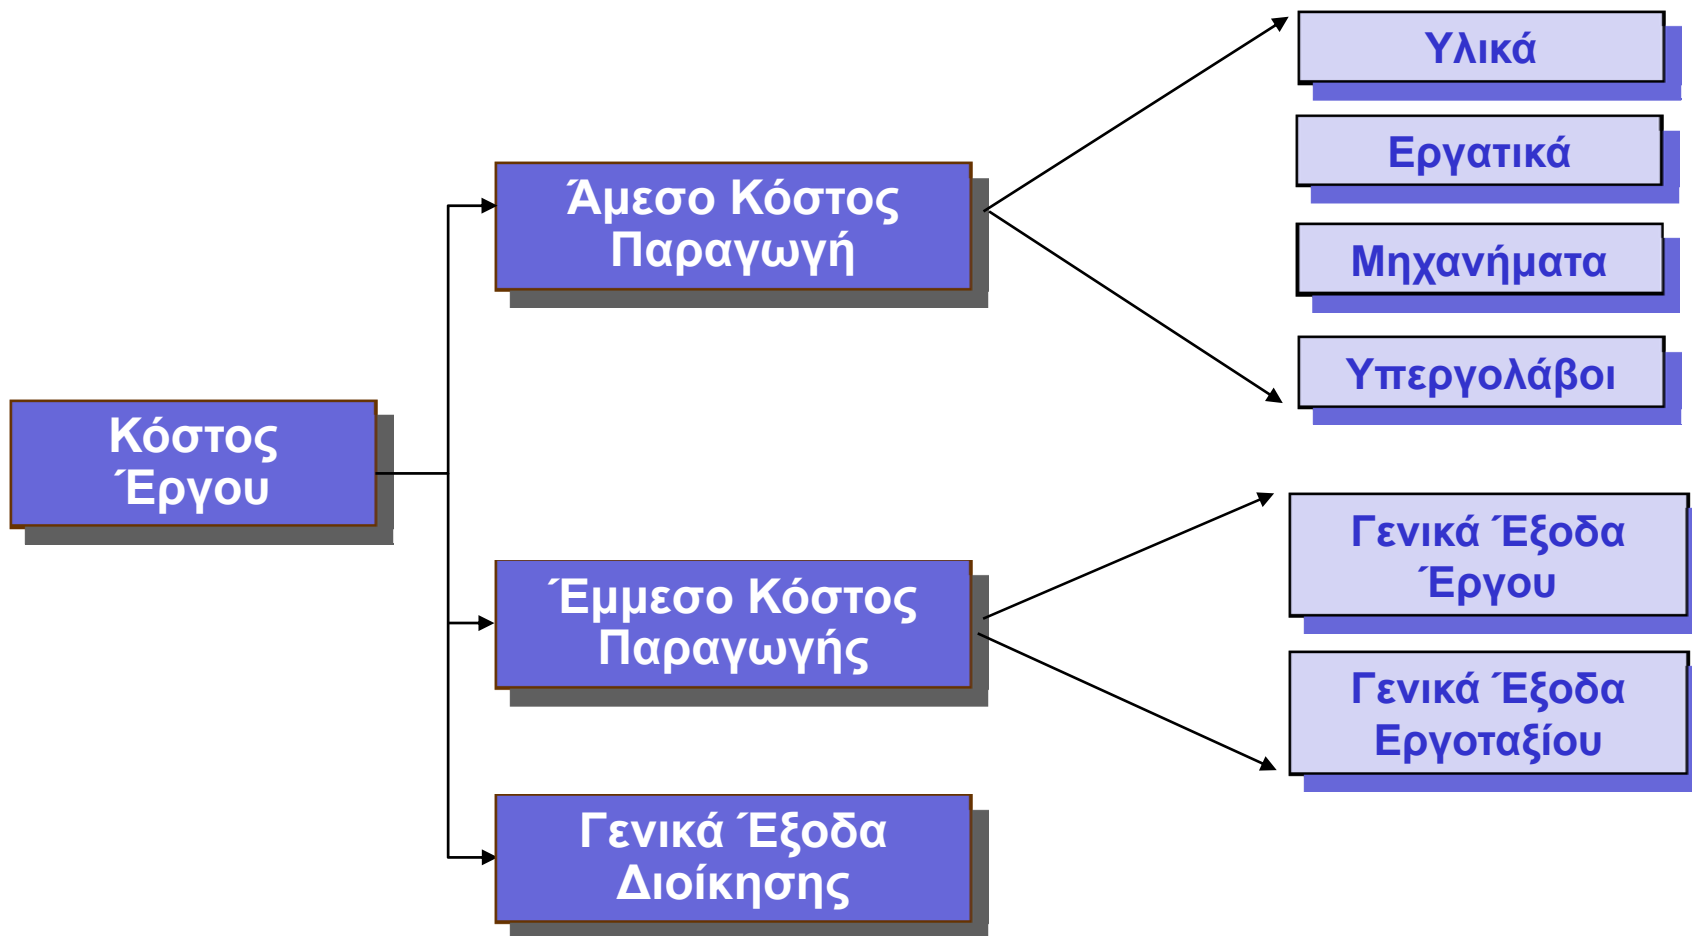 Κόστος
Έργου
Άμεσο Κόστος
Παραγωγή
Έμμεσο Κόστος
Παραγωγής
Γενικά Έξοδα
Διοίκησης
Υλικά
Εργατικά
Μηχανήματα
Υπεργολάβοι
Γενικά Έξοδα
Έργου
Γενικά Έξοδα
Εργοταξίου